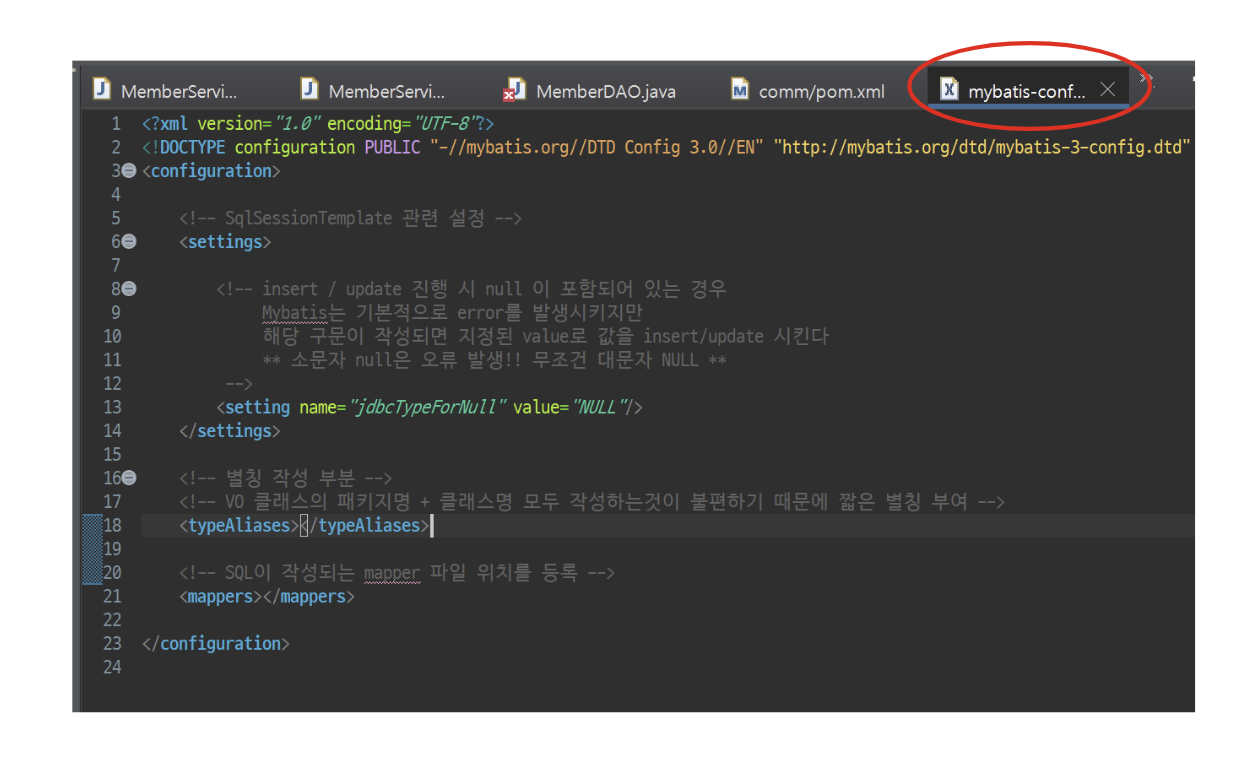 MemberServi... MemberServi... MemberDAO.java comm/pom.xml mybatis-conf...
1 <?xml version="1.0" encoding="UTF-8"?>
2 <!DOCTYPE configuration PUBLIC "-//mybatis.org//DTD Config 3.0//EN" "http://mybatis.org/dtd/mybatis-3-config.dtd"
3 <configuration>
4
5 <!-- SqlSessionTemplate 관련 설정 -->
6 <settings>
7
8 <!-- insert / update 진행 시 null 이 포함되어 있는 경우
9 Mybatis는 기본적으로 error를 발생시키지만
10 해당 구문이 작성되면 지정된 value로 값을 insert/update 시킨다
11 ** 소문자 null은 오류 발생!! 무조건 대문자 NULL **
12 -->
13 <setting name="jdbcTypeForNull" value="NULL"/>
14 </settings>
15
16 <!-- 별칭 작성 부분 -->
17 <!-- VO 클래스의 패키지명 + 클래스명 모두 작성하는것이 불편하기 때문에 짧은 별칭 부여 -->
18 <typeAliases></typeAliases>
19
20 <!-- SQL이 작성되는 mapper 파일 위치를 등록 -->
21 <mappers></mappers>
22
23 </configuration>
24